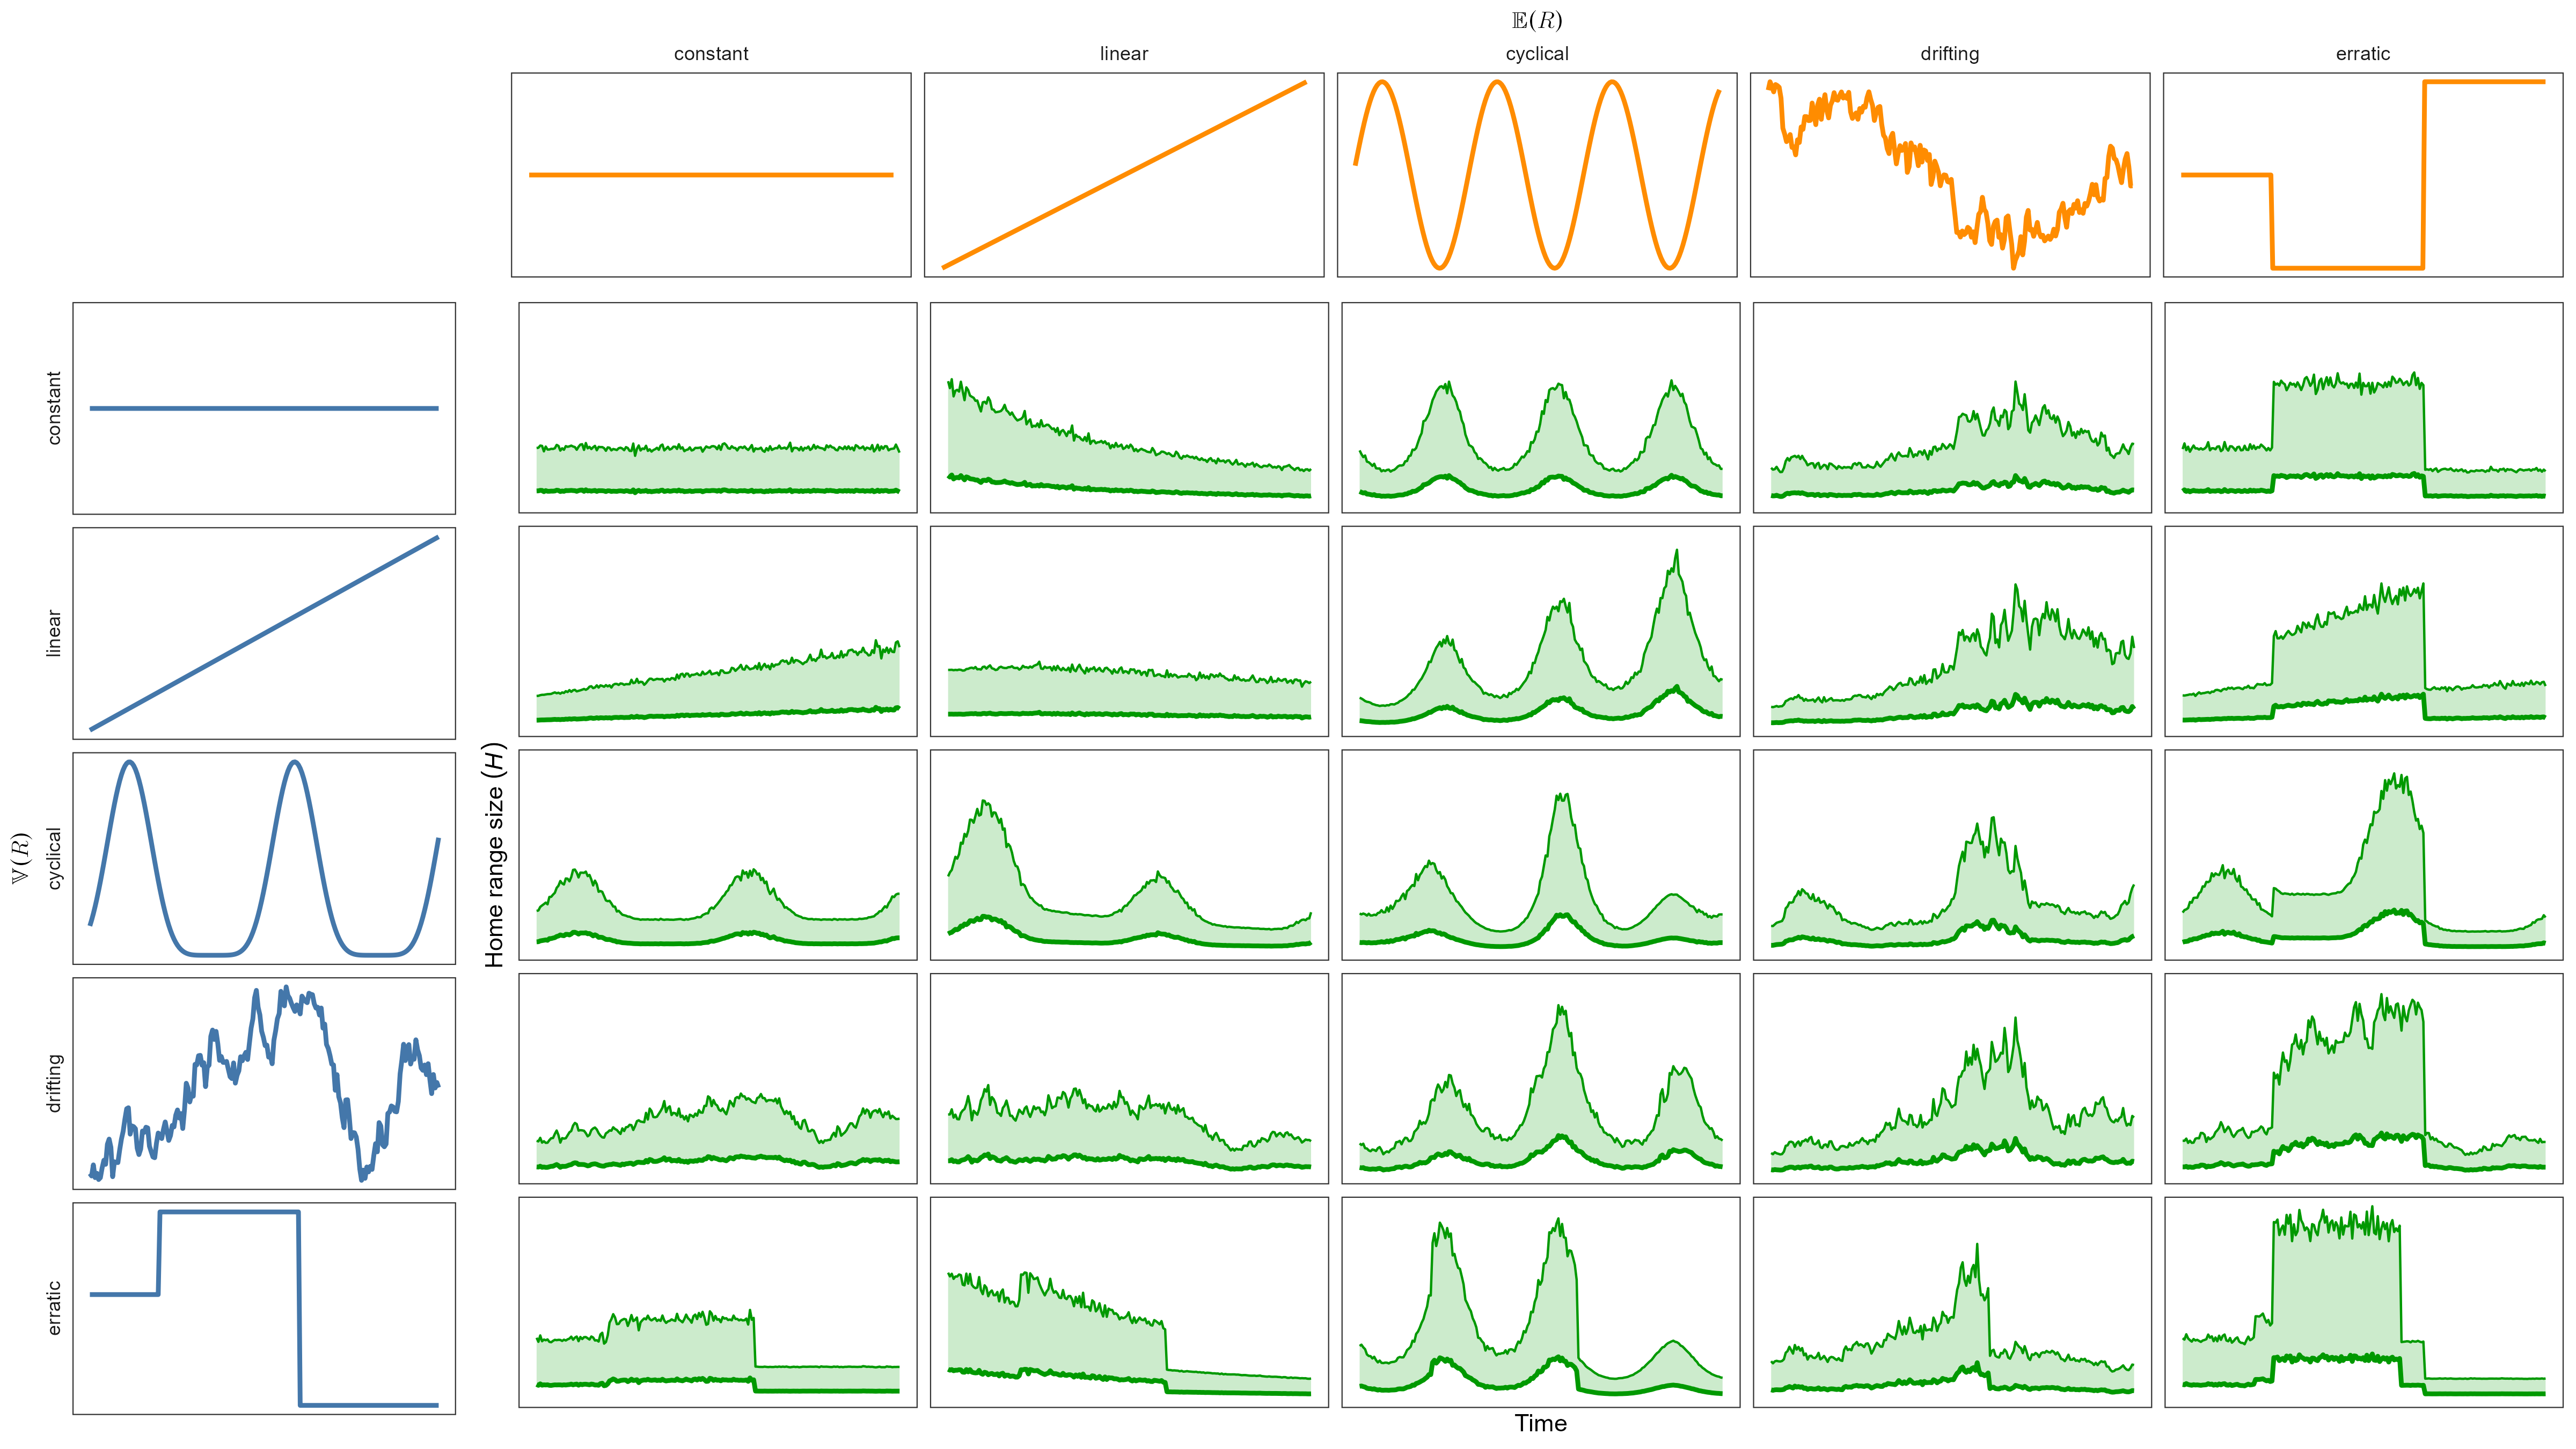 𝔼(R)
constant
linear
cyclical
drifting
erratic
constant
linear
cyclical
drifting
erratic
𝕍(R)
Home range size (H)
Time